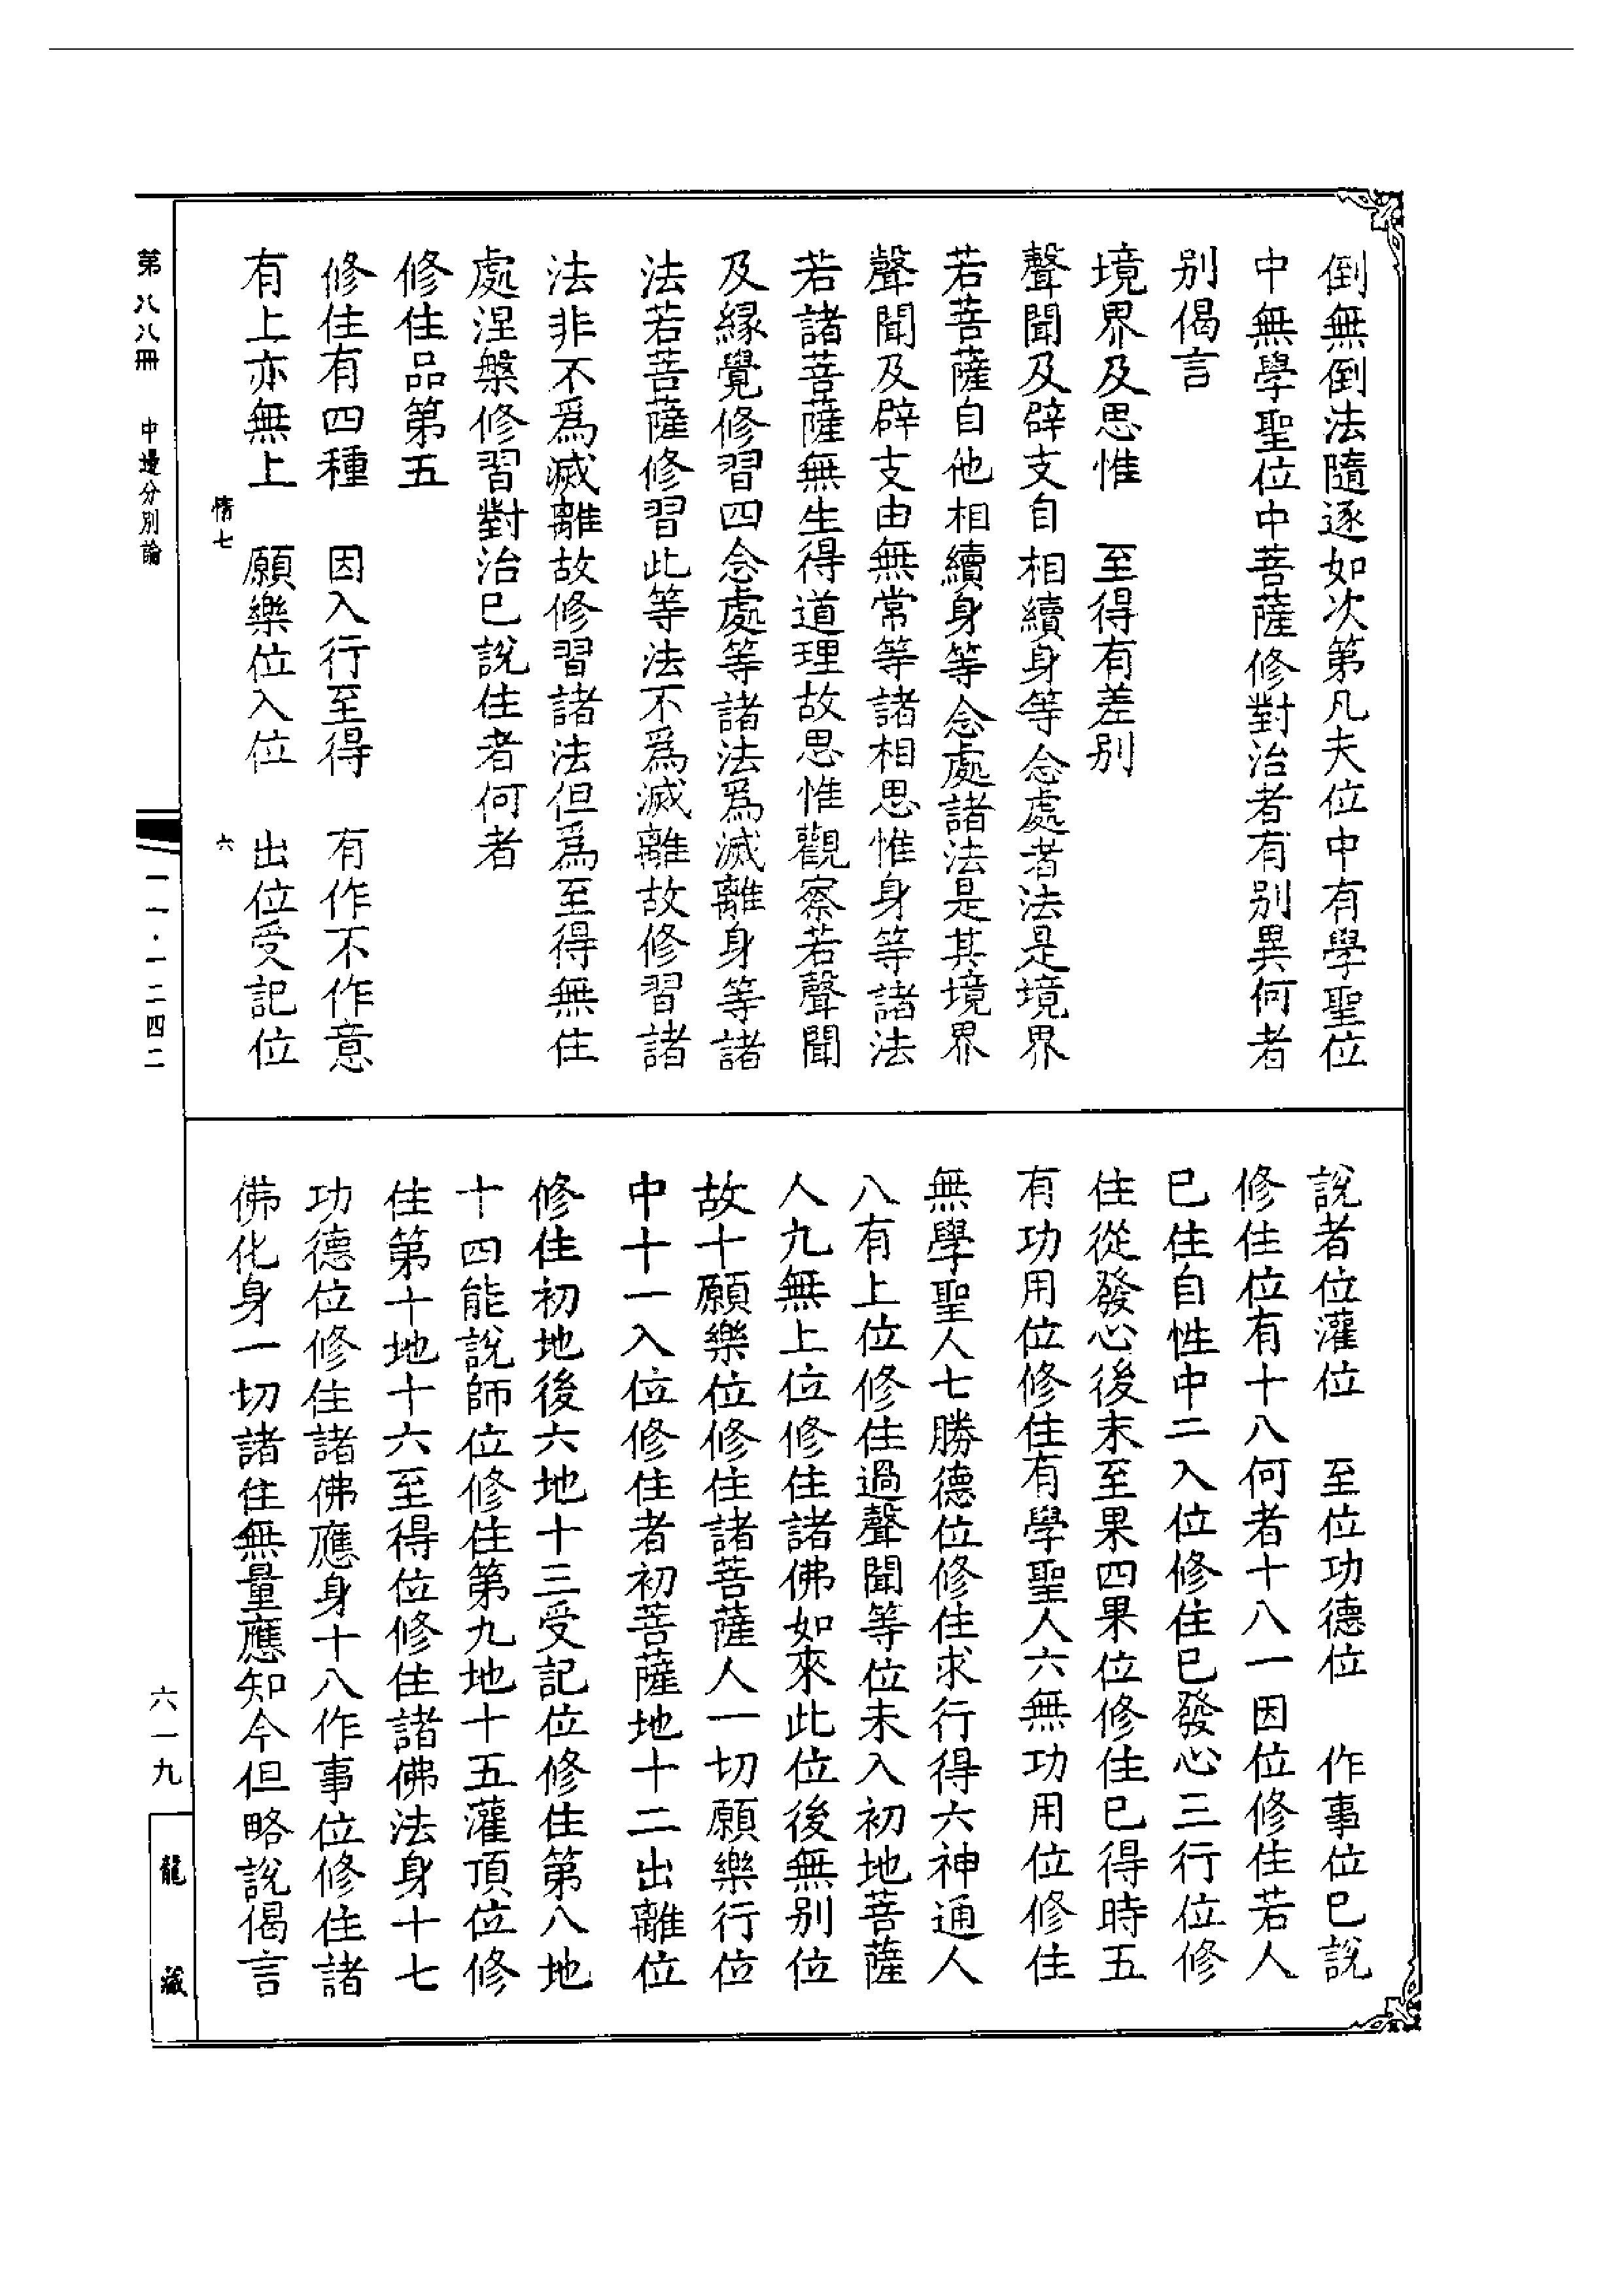 倒無倒法隨逐如次第凡夫位中有學聖位
中無學聖位中菩薩修對治者有別異何者
別偈言
境界及思惟　至得有差別
聲聞及辟支自相續身等念處者法是境界
若菩薩自他相續身等念處諸法是其境界
聲聞及辟支由無常等諸相思惟身等諸法
若諸菩薩無生得道理故思惟觀察若聲聞
及緣覺修習四念處等諸法爲滅離身等諸
法若菩薩修習此等法不爲滅離故修習諸
法非不爲滅離故修習諸法但爲至得無住
處涅槃修習對治已說住者何者
修住品第五
修住有四種　因入行至得　有作不作意
有上亦無上　願樂位入位　出位受記位
說者位灌位　至位功德位　作事位已說
修住位有十八何者十八一因位修住若人
已住自性中二入位修住已發心三行位修
住從發心後末至果四果位修住已得時五
有功用位修住有學聖人六無功用位修住
無學聖人七勝德位修住求行得六神通人
八有上位修住過聲聞等位未入初地菩薩
人九無上位修住諸佛如來此位後無別位
故十願樂位修住諸菩薩人一切願樂行位
中十一入位修住者初菩薩地十二出離位
修住初地後六地十三受記位修住第八地
十四能說師位修住第九地十五灌頂位修
住第十地十六至得位修住諸佛法身十七
功德位修住諸佛應身十八作事位修住諸
佛化身一切諸住無量應知今但略說偈言
第八八冊　中邊分別論
情七
六
一一·一二四二
六一九
龍藏